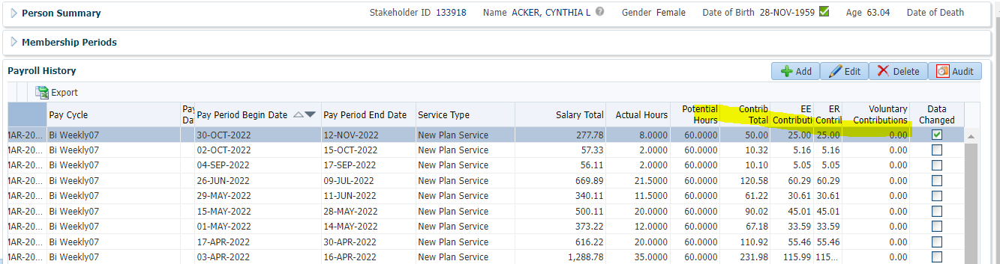 Person Summary Stakeholder ID 133918 Name ACKER, CYNTHIA L Gender Female Date of Birth 28-NOV-1959 Age 63.04 Date of Death
Membership Periods
Payroll History Add Edit Delete Audit
Export
Pay Cycle Pay Da Pay Period Begin Date Pay Period End Date Service Type Salary Total Actual Hours Potential Hours Contrib Total EE Contributi ER Contril Voluntary Contributions Data Changed
MAR-20... Bi Weekly07 30-OCT-2022 12-NOV-2022 New Plan Service 277.78 8.0000 60.0000 50.00 25.00 25.00 0.00
MAR-20... Bi Weekly07 02-OCT-2022 15-OCT-2022 New Plan Service 57.33 2.0000 60.0000 10.32 5.16 5.16 0.00
MAR-20... Bi Weekly07 04-SEP-2022 17-SEP-2022 New Plan Service 56.11 2.0000 60.0000 10.10 5.05 5.05 0.00
MAR-20... Bi Weekly07 26-JUN-2022 09-JUL-2022 New Plan Service 669.89 21.5000 60.0000 120.58 60.29 60.29 0.00
MAR-20... Bi Weekly07 29-MAY-2022 11-JUN-2022 New Plan Service 340.11 11.5000 60.0000 61.22 30.61 30.61 0.00
MAR-20... Bi Weekly07 15-MAY-2022 28-MAY-2022 New Plan Service 500.11 20.0000 60.0000 90.02 45.01 45.01 0.00
MAR-20... Bi Weekly07 01-MAY-2022 14-MAY-2022 New Plan Service 373.22 12.0000 60.0000 67.18 33.59 33.59 0.00
MAR-20... Bi Weekly07 17-APR-2022 30-APR-2022 New Plan Service 616.22 20.0000 60.0000 110.92 55.46 55.46 0.00
MAR-20... Bi Weekly07 03-APR-2022 16-APR-2022 New Plan Service 1,288.78 35.0000 60.0000 231.98 115.99 115... 0.00